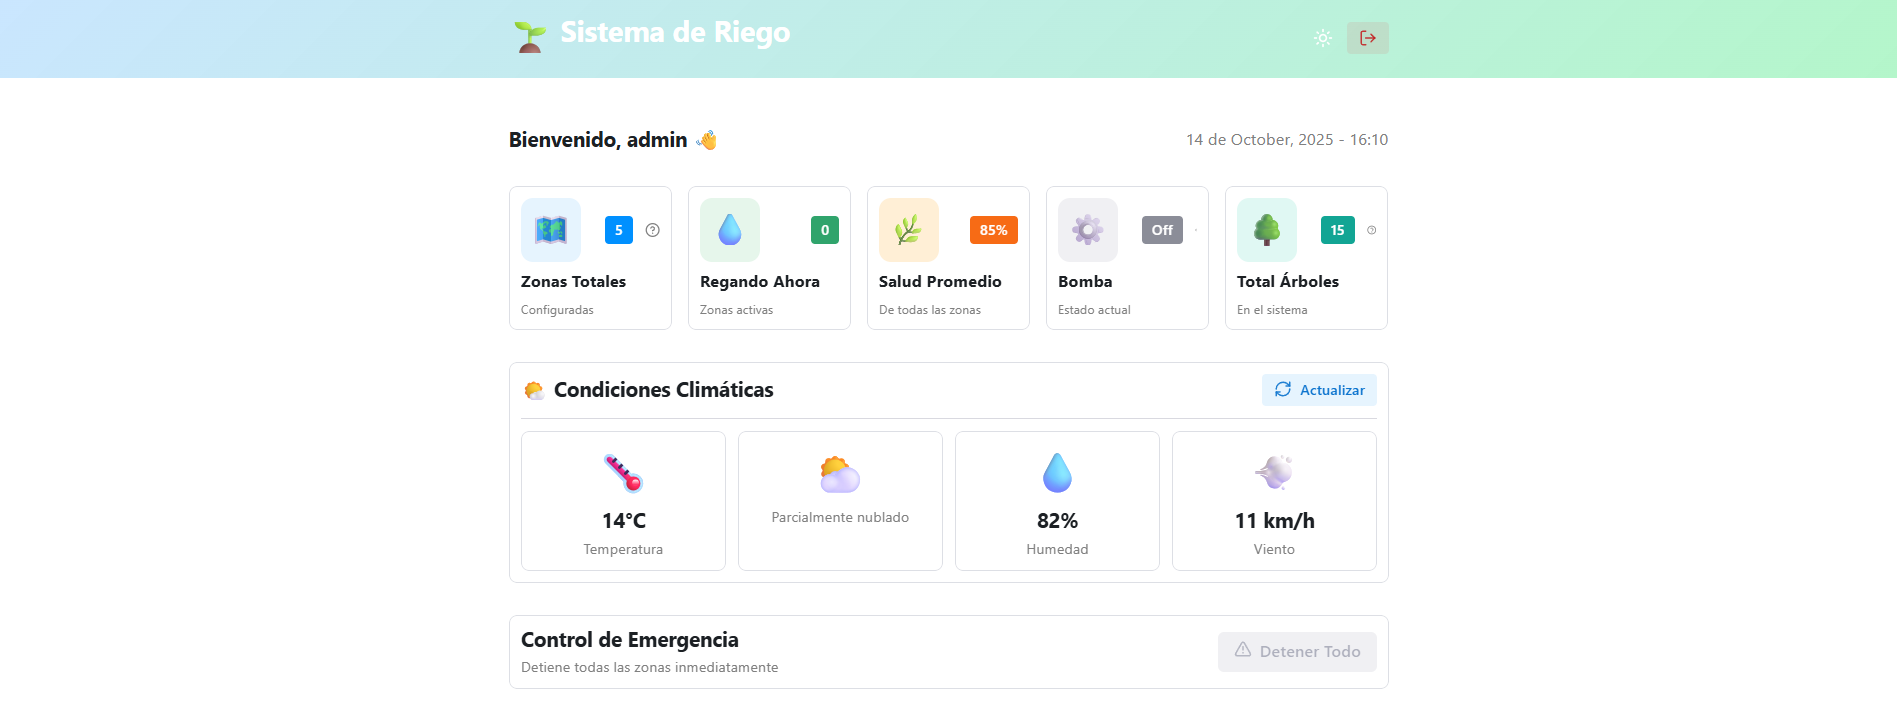 Sistema de Riego
Bienvenido, admin
14 de October, 2025 - 16:10
5
Zonas Totales
Configuradas
0
Regando Ahora
Zonas activas
85%
Salud Promedio
De todas las zonas
Off
Bomba
Estado actual
15
Total Árboles
En el sistema
Condiciones Climáticas
Actualizar
14°C
Temperatura
Parcialmente nublado
82%
Humedad
11 km/h
Viento
Control de Emergencia
Detiene todas las zonas inmediatamente
Detener Todo